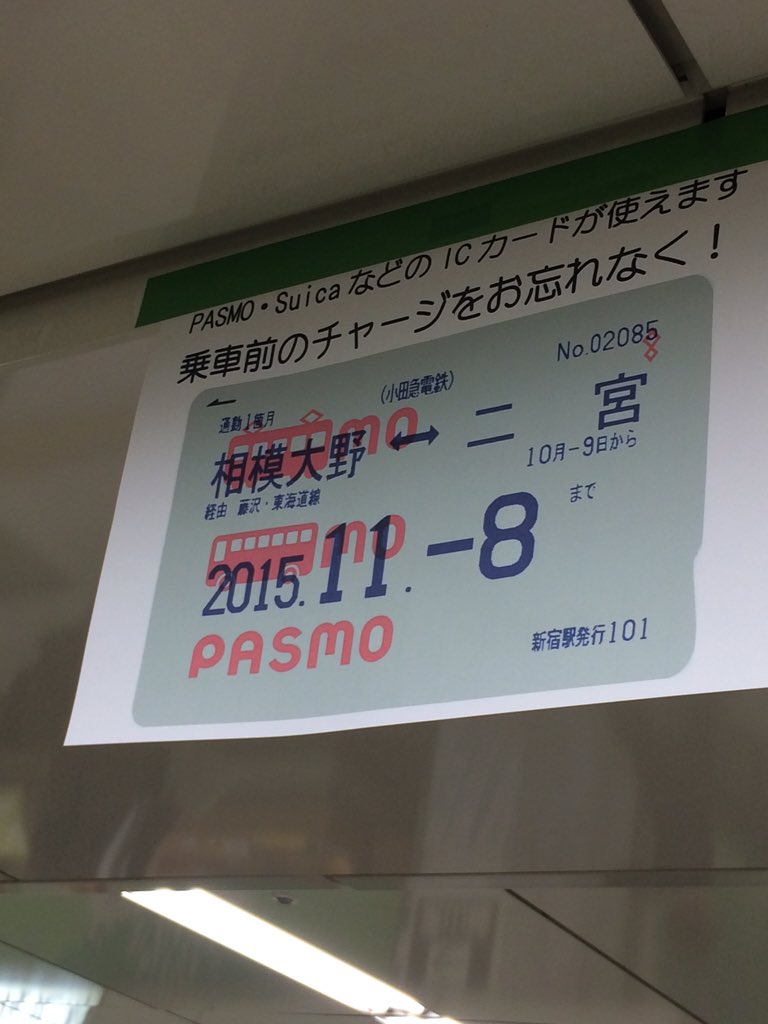 PASMO・SuicaなどのICカードが使えます
乗車前のチャージをお忘れなく！
No.02085
(小田急電鉄)
通勤1箇月
相模大野 ↔ 二宮
経由 藤沢・東海道線
10月-9日から
2015.11.-8 まで
PASMO
新宿駅発行101